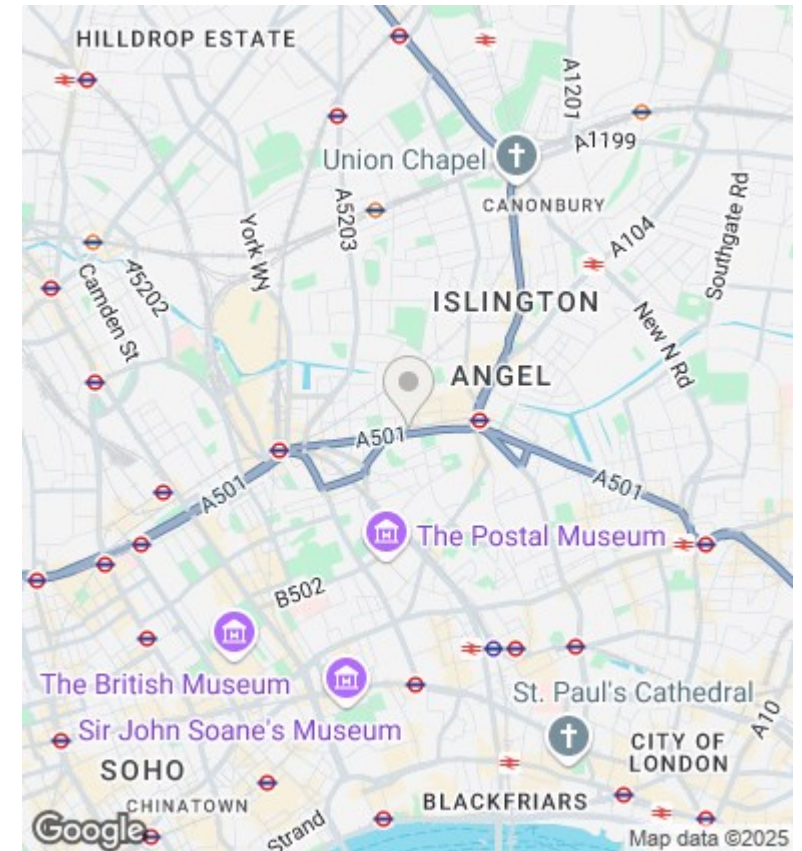 HILLDROP ESTATE
A1201
Union Chapel
A1199
CANONBURY
A5203
York WY
A104
Southgate Rd
A5202
Camden St
ISLINGTON
New N Rd
ANGEL
A501
A501
A501
The Postal Museum
B502
The British Museum
St. Paul's Cathedral
Sir John Soane's Museum
A10
CITY OF
LONDON
SOHO
CHINATOWN
BLACKFRIARS
Strand
Google
Map data ©2025